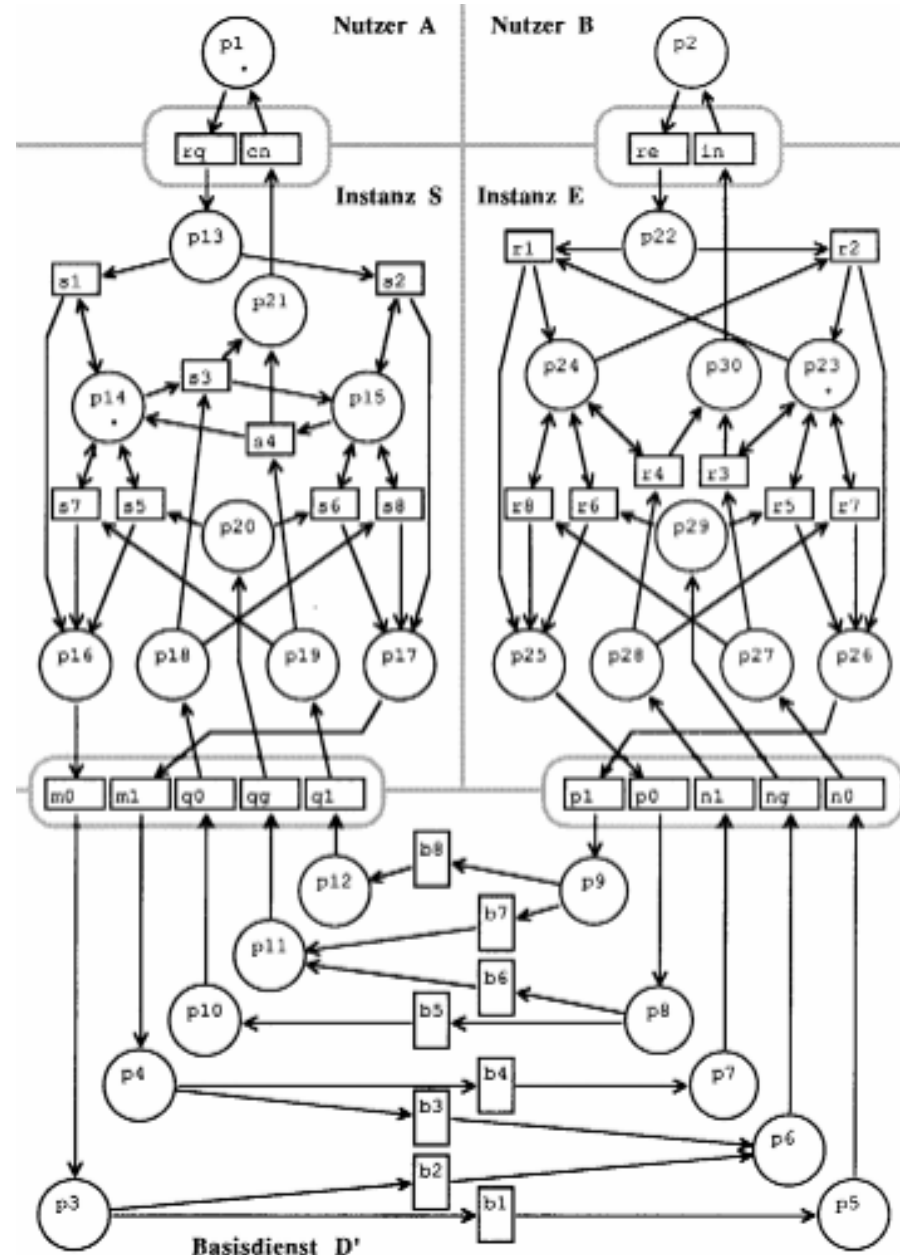 Nutzer A
Nutzer B
p1
p2
rq
cn
re
in
Instanz S
Instanz E
p13
p22
s1
s2
r1
r2
p21
s3
p24
p30
p23
p14
p15
s4
r4
r3
s7
s5
p20
s6
s8
r8
r6
p29
r5
r7
p16
p18
p19
p17
p25
p28
p27
p26
m0
m1
q0
qg
q1
p1
p0
n1
ng
n0
b8
p12
p9
b7
p11
b6
p10
b5
p8
p4
b4
p7
b3
p6
b2
p3
b1
p5
Basisdienst D'